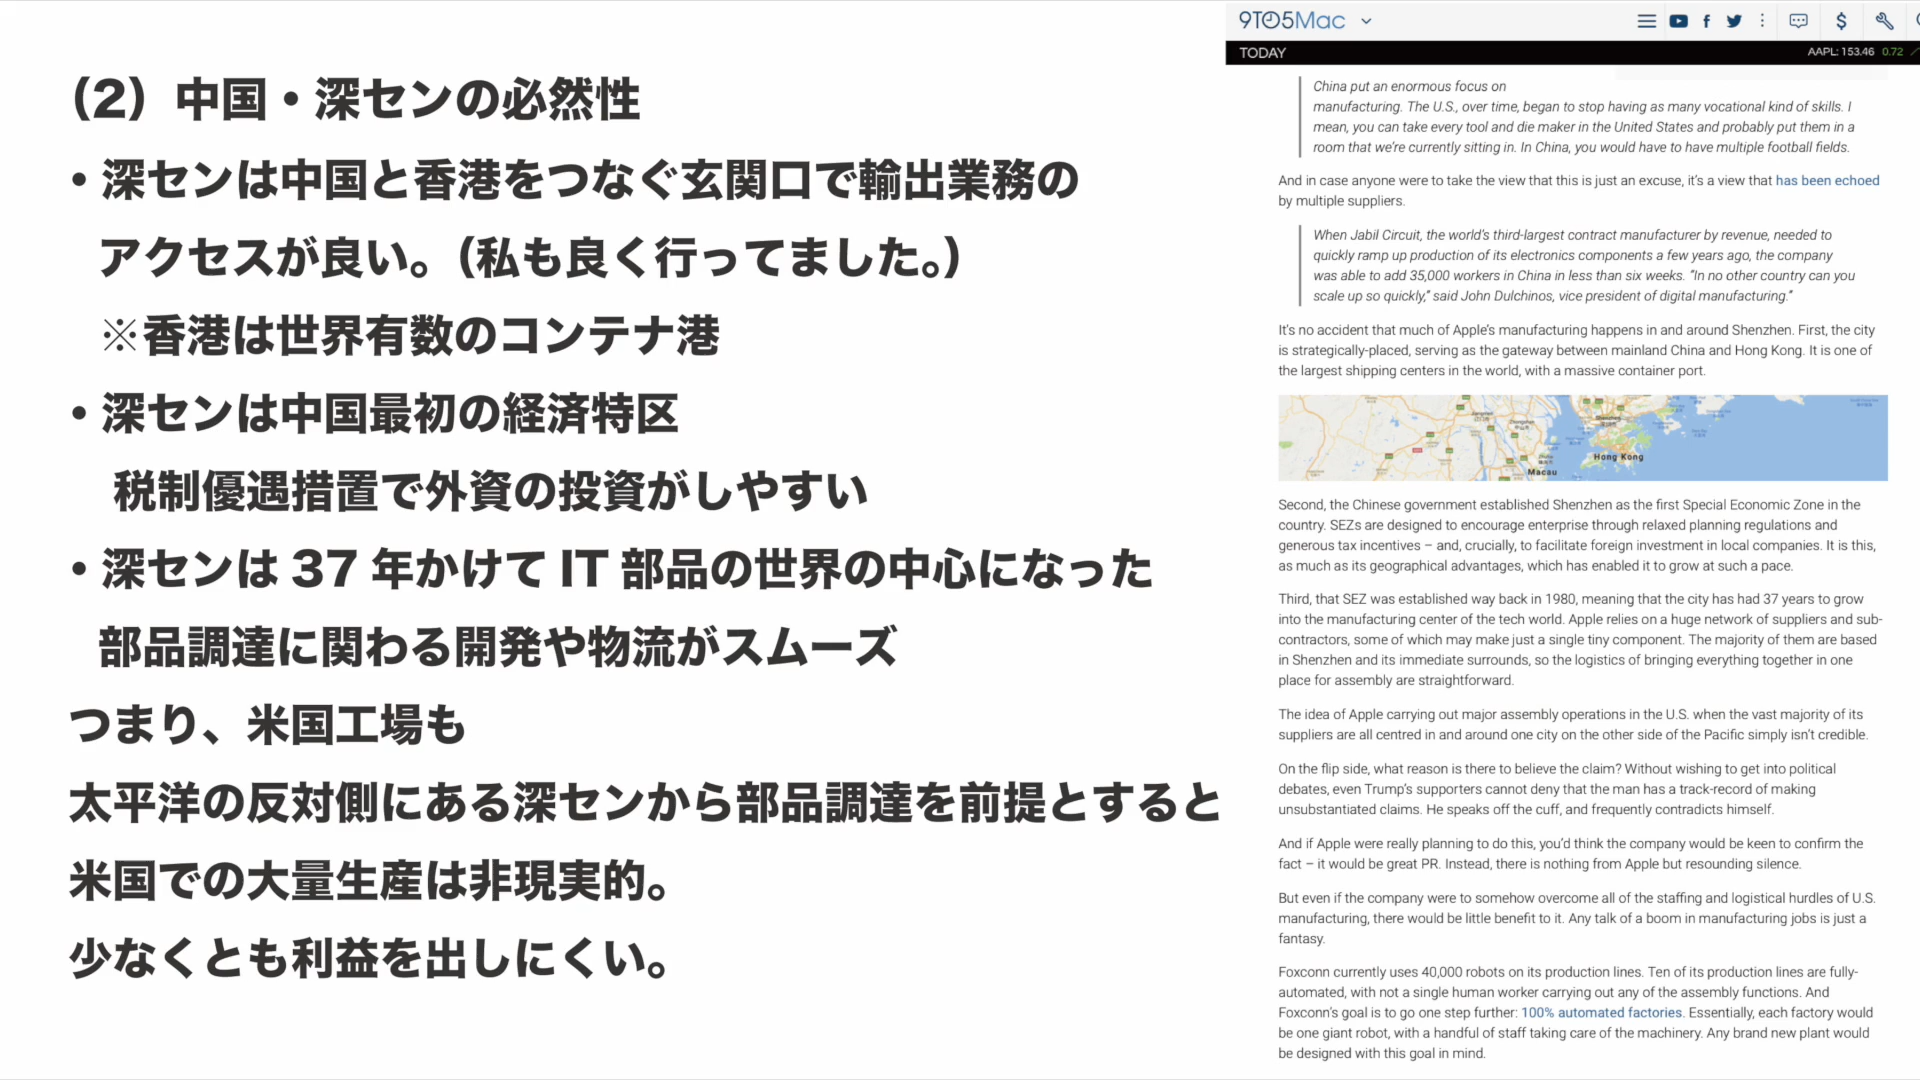 (2) 中国・深センの必然性
・深センは中国と香港をつなぐ玄関口で輸出業務の
アクセスが良い。(私も良く行ってました。)
※香港は世界有数のコンテナ港
・深センは中国最初の経済特区
税制優遇措置で外資の投資がしやすい
・深センは 37 年かけて IT 部品の世界の中心になった
部品調達に関わる開発や物流がスムーズ
つまり、米国工場も
太平洋の反対側にある深センから部品調達を前提とすると
米国での大量生産は非現実的。
少なくとも利益を出しにくい。
9TO5Mac
TODAY
AAPL: 153.46 0.72
China put an enormous focus on
manufacturing. The U.S., over time, began to stop having as many vocational kind of skills. I
mean, you can take every tool and die maker in the United States and probably put them in a
room that we're currently sitting in. In China, you would have to have multiple football fields.
And in case anyone were to take the view that this is just an excuse, it's a view that has been echoed
by multiple suppliers.
When Jabil Circuit, the world's third-largest contract manufacturer by revenue, needed to
quickly ramp up production of its electronics components a few years ago, the company
was able to add 35,000 workers in China in less than six weeks. "In no other country can you
scale up so quickly," said John Dulchinos, vice president of digital manufacturing."
It's no accident that much of Apple's manufacturing happens in and around Shenzhen. First, the city
is strategically-placed, serving as the gateway between mainland China and Hong Kong. It is one of
the largest shipping centers in the world, with a massive container port.
Hong Kong
Macau
Second, the Chinese government established Shenzhen as the first Special Economic Zone in the
country. SEZs are designed to encourage enterprise through relaxed planning regulations and
generous tax incentives – and, crucially, to facilitate foreign investment in local companies. It is this,
as much as its geographical advantages, which has enabled it to grow at such a pace.
Third, that SEZ was established way back in 1980, meaning that the city has had 37 years to grow
into the manufacturing center of the tech world. Apple relies on a huge network of suppliers and sub-
contractors, some of which may make just a single tiny component. The majority of them are based
in Shenzhen and its immediate surrounds, so the logistics of bringing everything together in one
place for assembly are straightforward.
The idea of Apple carrying out major assembly operations in the U.S. when the vast majority of its
suppliers are all centred in and around one city on the other side of the Pacific simply isn't credible.
On the flip side, what reason is there to believe the claim? Without wishing to get into political
debates, even Trump's supporters cannot deny that the man has a track-record of making
unsubstantiated claims. He speaks off the cuff, and frequently contradicts himself.
And if Apple were really planning to do this, you'd think the company would be keen to confirm the
fact – it would be great PR. Instead, there is nothing from Apple but resounding silence.
But even if the company were to somehow overcome all of the staffing and logistical hurdles of U.S.
manufacturing, there would be little benefit to it. Any talk of a boom in manufacturing jobs is just a
fantasy.
Foxconn currently uses 40,000 robots on its production lines. Ten of its production lines are fully-
automated, with not a single human worker carrying out any of the assembly functions. And
Foxconn's goal is to go one step further: 100% automated factories. Essentially, each factory would
be one giant robot, with a handful of staff taking care of the machinery. Any brand new plant would
be designed with this goal in mind.